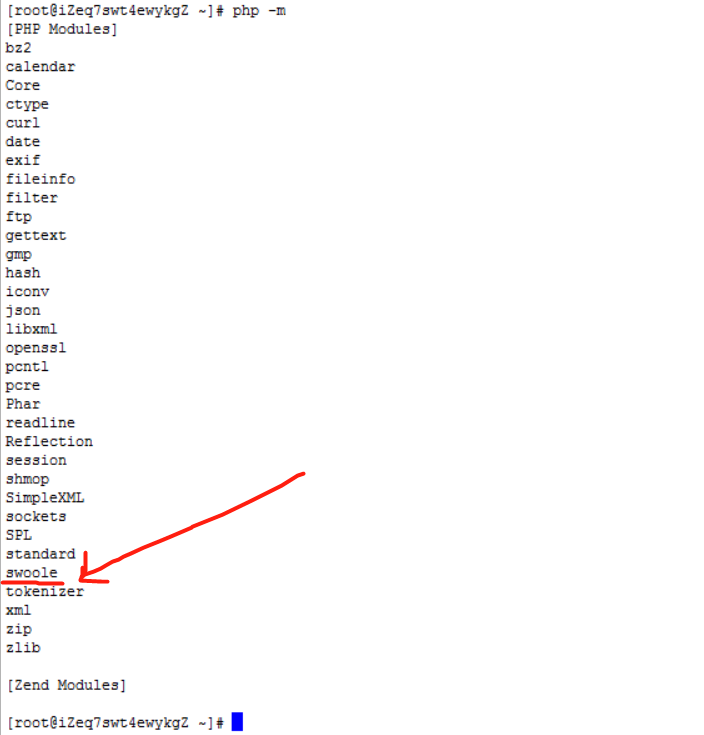 [root@iZeq7swt4ewykgZ ~]# php -m
[PHP Modules]
bz2
calendar
Core
ctype
curl
date
exif
fileinfo
filter
ftp
gettext
gmp
hash
iconv
json
libxml
openssl
pcntl
pcre
Phar
readline
Reflection
session
shmop
SimpleXML
sockets
SPL
standard
swoole
tokenizer
xml
zip
zlib
[Zend Modules]
[root@iZeq7swt4ewykgZ ~]#